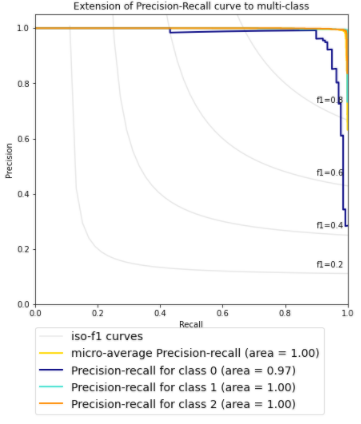 Extension of Precision-Recall curve to multi-class
1.0
0.8
0.6
0.4
0.2
0.0
Precision
f1=0.8
f1=0.6
f1=0.4
f1=0.2
0.0 0.2 0.4 0.6 0.8 1.0
Recall
iso-f1 curves
micro-average Precision-recall (area = 1.00)
Precision-recall for class 0 (area = 0.97)
Precision-recall for class 1 (area = 1.00)
Precision-recall for class 2 (area = 1.00)